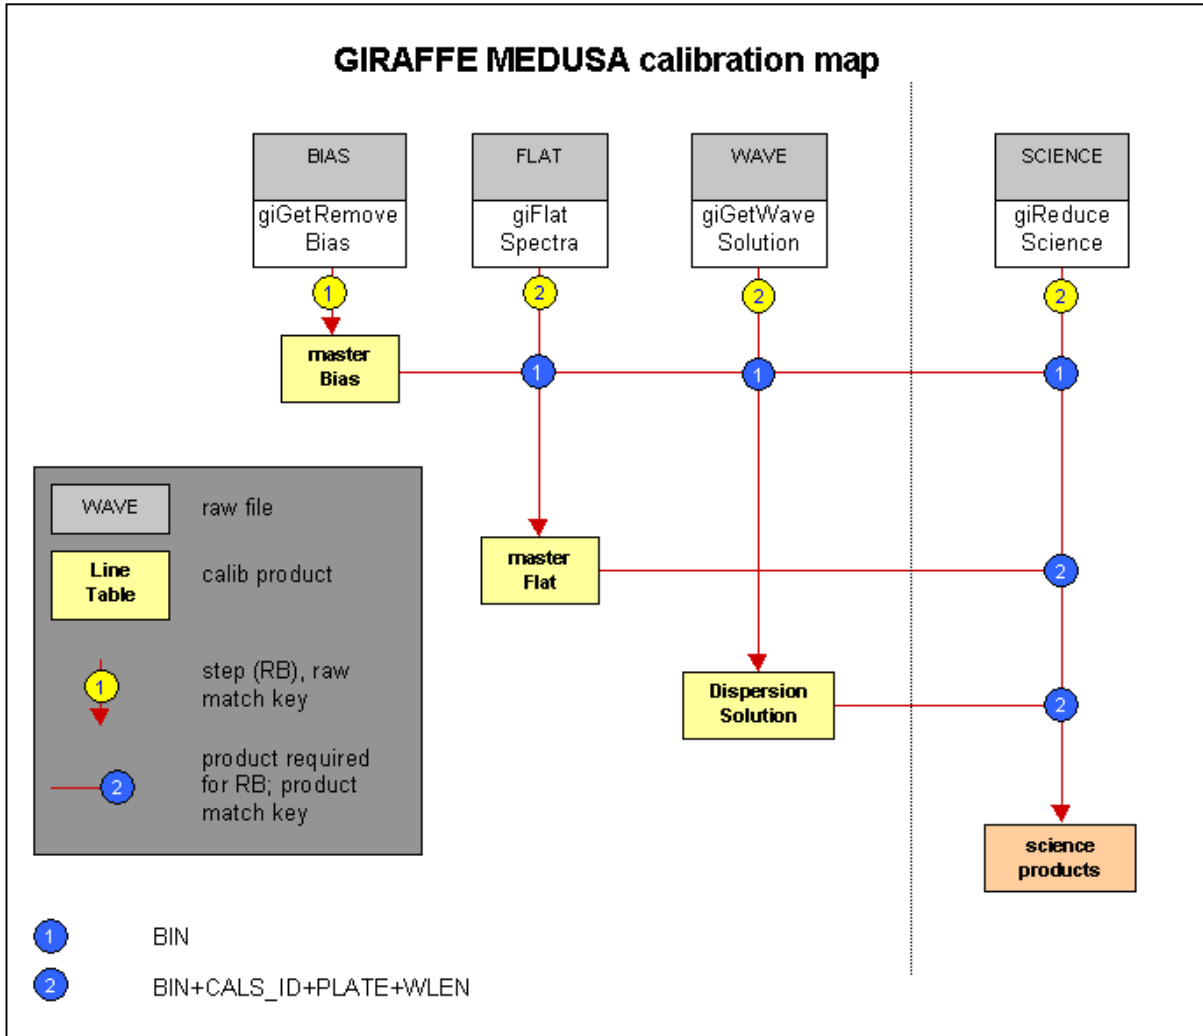 GIRAFFE MEDUSA calibration map
BIAS
FLAT
WAVE
SCIENCE
giGetRemove
Bias
giFlat
Spectra
giGetWave
Solution
giReduce
Science
1
2
2
2
master
Bias
1
1
1
WAVE
raw file
Line
Table
calib product
1
step (RB), raw
match key
2
product required
for RB; product
match key
master
Flat
2
Dispersion
Solution
2
science
products
1
BIN
2
BIN+CALS_ID+PLATE+WLEN